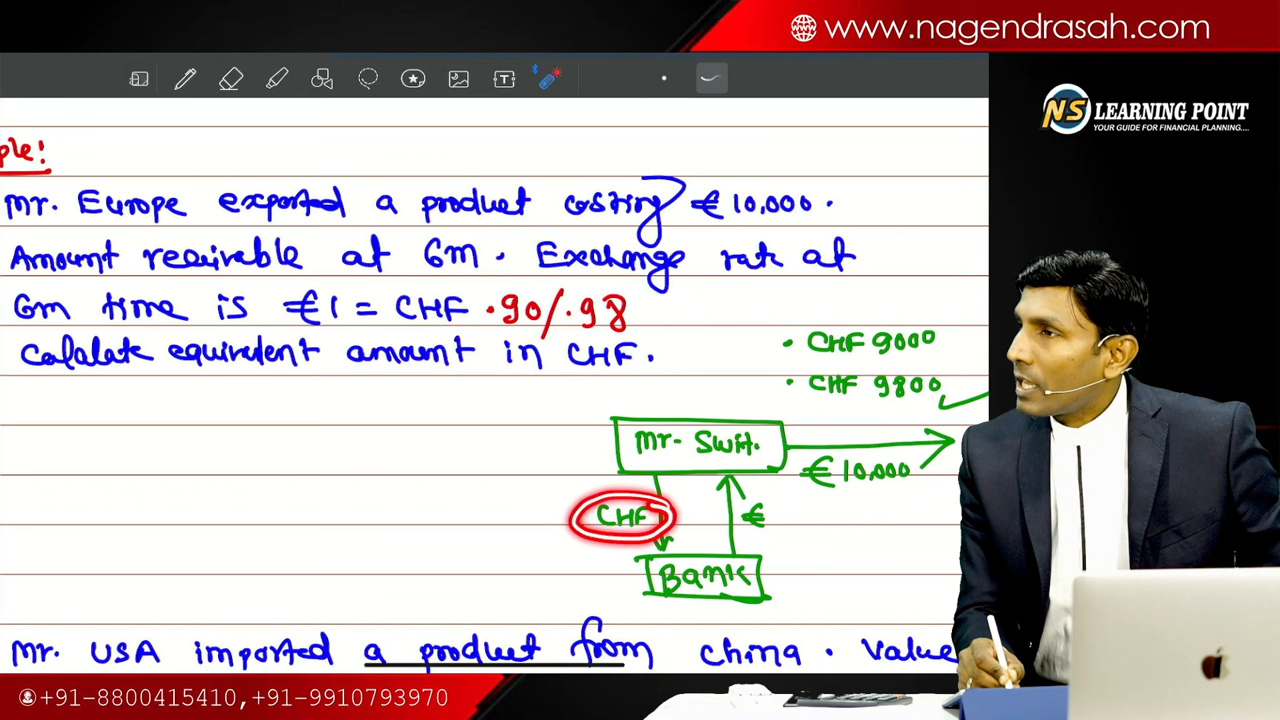 www.nagendrasah.com
NS LEARNING POINT
YOUR GUIDE FOR FINANCIAL PLANNING....
ple!
Mr. Europe exported a product costing € 10,000.
Amount receivable at 6m. Exchange rate at
6m time is €1 = CHF .90/.98
Calalate equivalent amount in CHF.
• CHF 9000
• CHF 9800
Mr. Swit.
€ 10,000
CHF
€
Bank
Mr. USA imported a product from China. Value
+91-8800415410,+91-9910793970